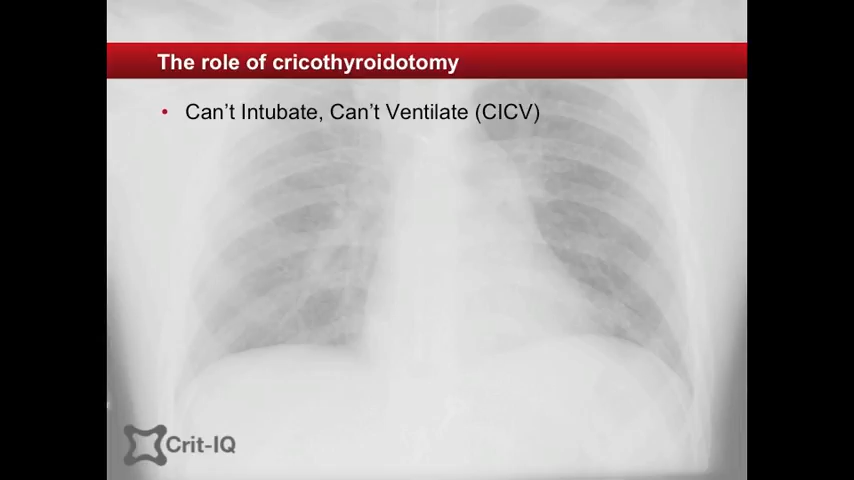 The role of cricothyroidotomy
• Can’t Intubate, Can’t Ventilate (CICV)
Crit-IQ